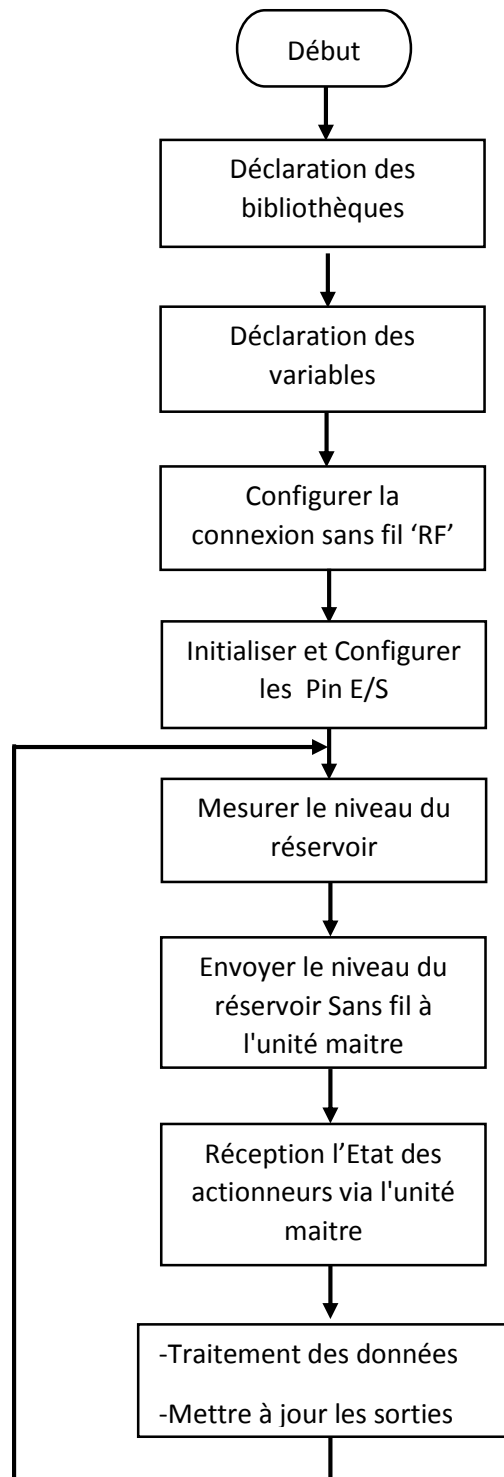 Début
Déclaration des
bibliothèques
Déclaration des
variables
Configurer la
connexion sans fil ‘RF’
Initialiser et Configurer
les Pin E/S
Mesurer le niveau du
réservoir
Envoyer le niveau du
réservoir Sans fil à
l'unité maitre
Réception l’Etat des
actionneurs via l'unité
maitre
-Traitement des données
-Mettre à jour les sorties